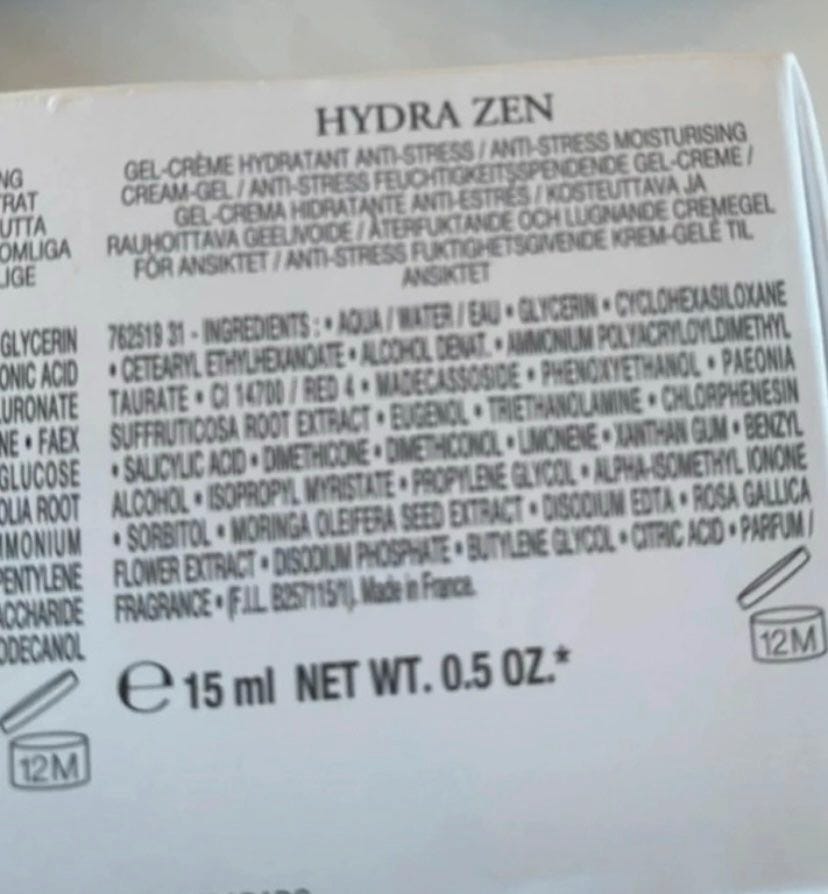 HYDRA ZEN
GEL-CRÈME HYDRATANT ANTI-STRESS / ANTI-STRESS MOISTURISING
CREAM-GEL / ANTI-STRESS FEUCHTIGKEITSSPENDENDE GEL-CREME /
GEL-CREMA HIDRATANTE ANTI-ESTRÉS / KOSTEUTTAVA JA
RAUHOITTAVA GEELIVOIDE / ÅTERFUKTANDE OCH LUGNANDE CREMEGEL
FÖR ANSIKTET / ANTI-STRESS FUKTIGHETSGIVENDE KREM-GELÉ TIL
ANSIKTET
762519 31 - INGREDIENTS : • AQUA / WATER / EAU • GLYCERIN • CYCLOHEXASILOXANE
• CETEARYL ETHYLHEXANOATE • ALCOHOL DENAT. • AMMONIUM POLYACRYLOYLDIMETHYL
TAURATE • CI 14700 / RED 4 • MADECASSOSIDE • PHENOXYETHANOL • PAEONIA
SUFFRUTICOSA ROOT EXTRACT • EUGENOL • TRIETHANOLAMINE • CHLORPHENESIN
• SALICYLIC ACID • DIMETHICONE • DIMETHICONOL • LIMONENE • XANTHAN GUM • BENZYL
ALCOHOL • ISOPROPYL MYRISTATE • PROPYLENE GLYCOL • ALPHA-ISOMETHYL IONONE
• SORBITOL • MORINGA OLEIFERA SEED EXTRACT • DISODIUM EDTA • ROSA GALLICA
FLOWER EXTRACT • DISODIUM PHOSPHATE • BUTYLENE GLYCOL • CITRIC ACID • PARFUM /
FRAGRANCE • (F.I.L. B257115/1). Made in France.
e 15 ml NET WT. 0.5 OZ.*
12M
NG
RAT
UTTA
OMLIGA
LIGE
GLYCERIN
ONIC ACID
URONATE
NE • FAEX
GLUCOSE
OLIA ROOT
MMONIUM
PENTYLENE
ACCHARIDE
ODECANOL
12M